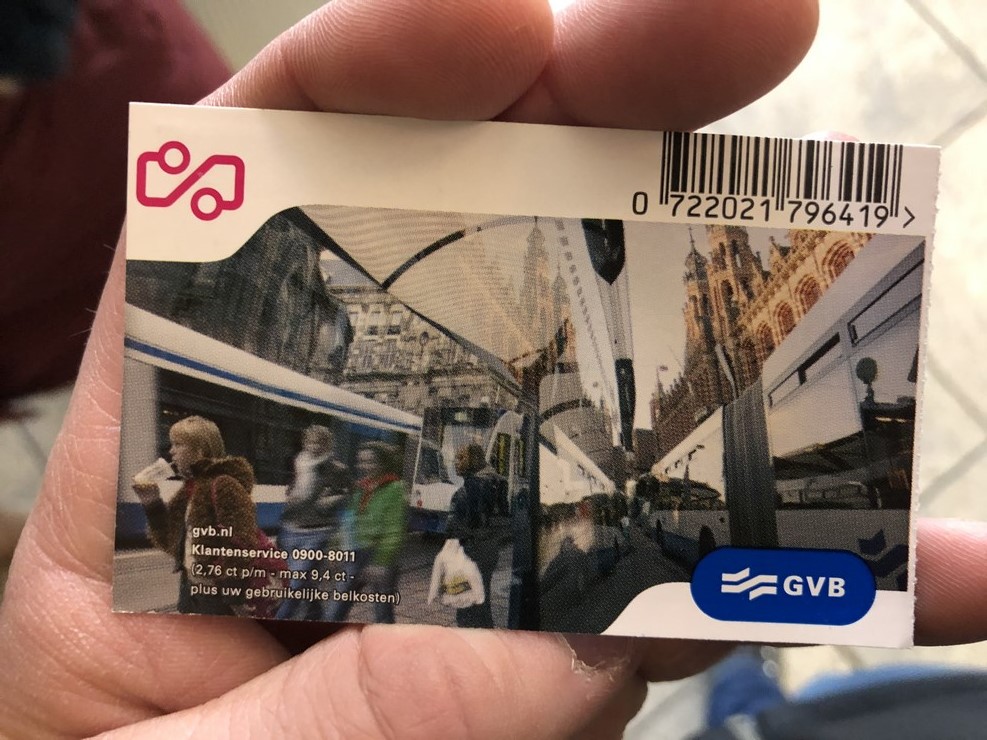 0 722021 796419 >
gvb.nl
Klantenservice 0900-8011
(2,76 ct p/m - max 9,4 ct -
plus uw gebruikelijke belkosten)
GVB